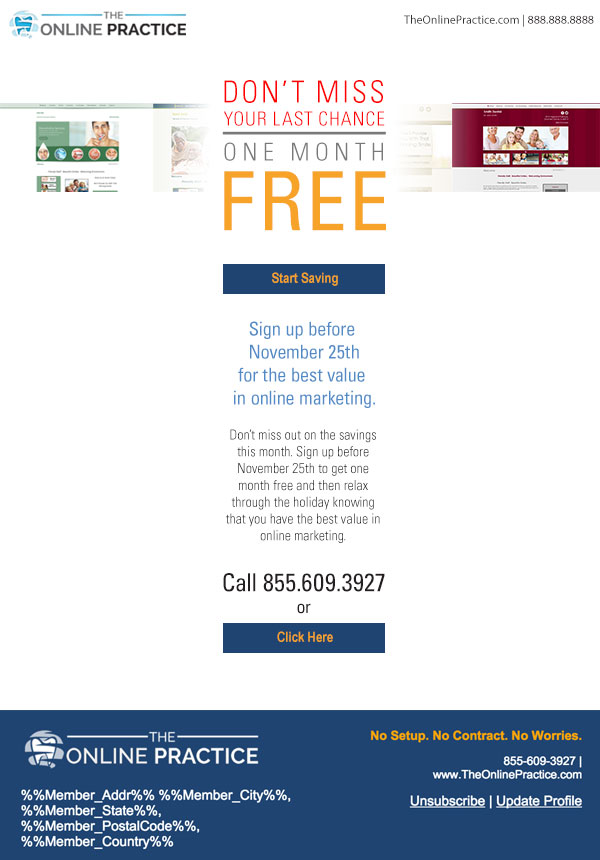 THE
ONLINE PRACTICE
TheOnlinePractice.com | 888.888.8888
DON'T MISS
YOUR LAST CHANCE
ONE MONTH
FREE
Start Saving
Sign up before
November 25th
for the best value
in online marketing.
Don't miss out on the savings
this month. Sign up before
November 25th to get one
month free and then relax
through the holiday knowing
that you have the best value in
online marketing.
Call 855.609.3927
or
Click Here
THE
ONLINE PRACTICE
%%Member_Addr%% %%Member_City%%,
%%Member_State%%,
%%Member_PostalCode%%,
%%Member_Country%%
No Setup. No Contract. No Worries.
855-609-3927 |
www.TheOnlinePractice.com
Unsubscribe | Update Profile